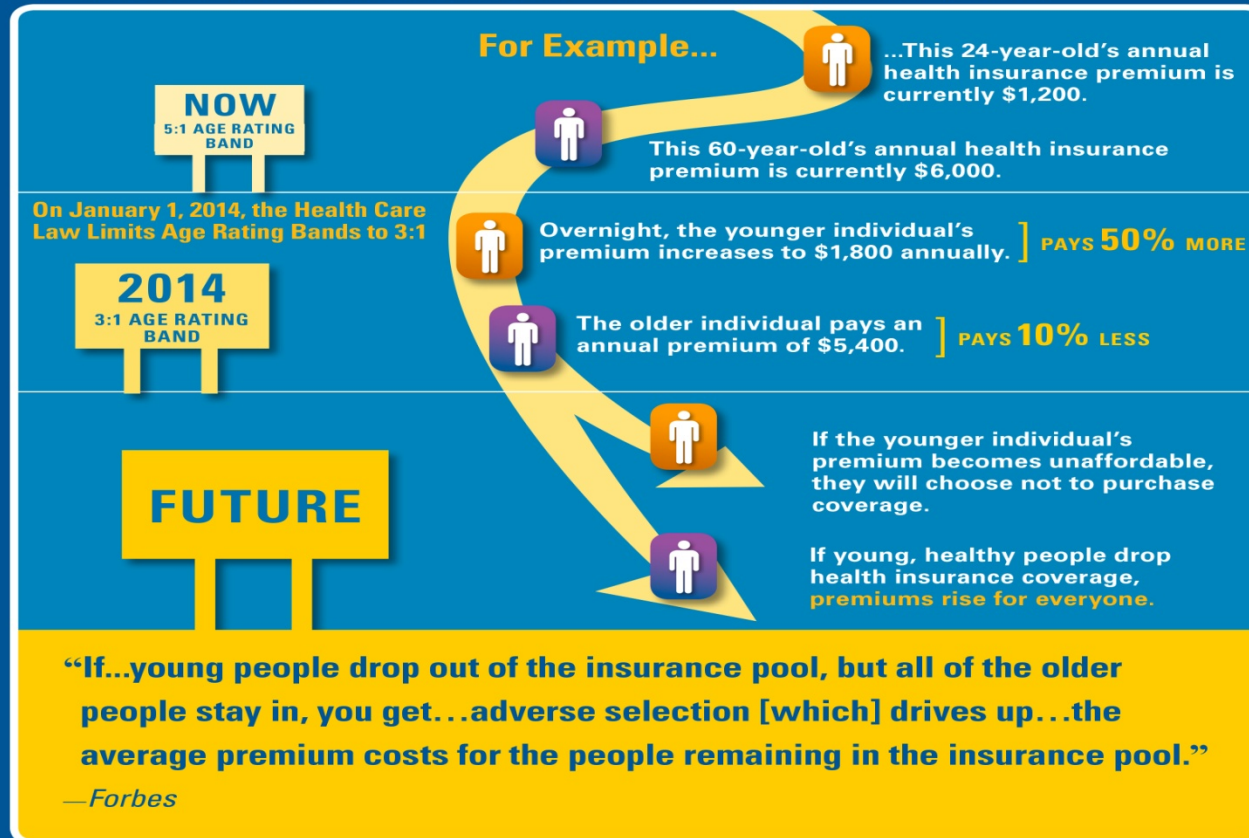 For Example...
...This 24-year-old's annual
health insurance premium is
currently $1,200.
NOW
5:1 AGE RATING
BAND
This 60-year-old's annual health insurance
premium is currently $6,000.
On January 1, 2014, the Health Care
Law Limits Age Rating Bands to 3:1
Overnight, the younger individual's
premium increases to $1,800 annually. ] PAYS 50% MORE
2014
3:1 AGE RATING
BAND
The older individual pays an
annual premium of $5,400. ] PAYS 10% LESS
FUTURE
If the younger individual's
premium becomes unaffordable,
they will choose not to purchase
coverage.
If young, healthy people drop
health insurance coverage,
premiums rise for everyone.
“If...young people drop out of the insurance pool, but all of the older
people stay in, you get...adverse selection [which] drives up...the
average premium costs for the people remaining in the insurance pool.”
—Forbes